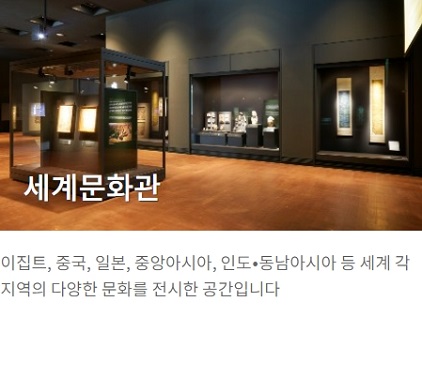 세계문화관
이집트, 중국, 일본, 중앙아시아, 인도•동남아시아 등 세계 각
지역의 다양한 문화를 전시한 공간입니다